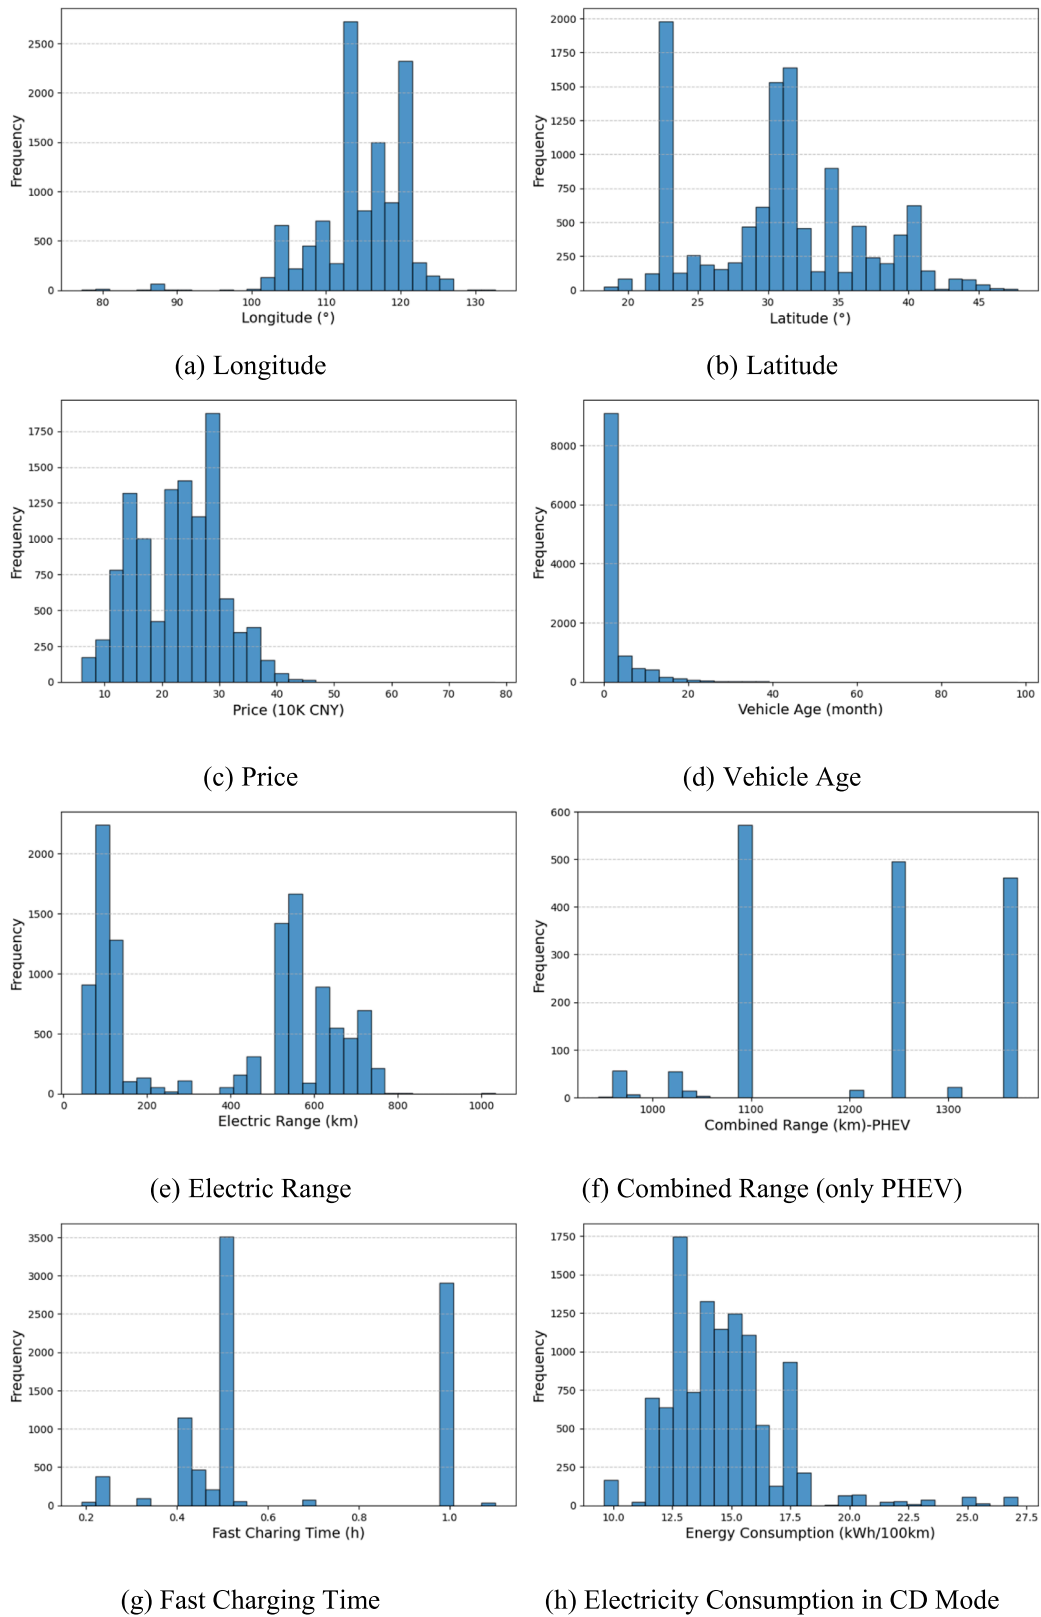 2500
2000
1500
1000
500
0
Frequency
80 90 100 110 120 130
Longitude (°)
2000
1750
1500
1250
1000
750
500
250
0
Frequency
20 25 30 35 40 45
Latitude (°)
(a) Longitude
(b) Latitude
1750
1500
1250
1000
750
500
250
0
Frequency
10 20 30 40 50 60 70 80
Price (10K CNY)
8000
6000
4000
2000
0
Frequency
0 20 40 60 80 100
Vehicle Age (month)
(c) Price
(d) Vehicle Age
2000
1500
1000
500
0
Frequency
0 200 400 600 800 1000
Electric Range (km)
600
500
400
300
200
100
0
Frequency
1000 1100 1200 1300
Combined Range (km)-PHEV
(e) Electric Range
(f) Combined Range (only PHEV)
3500
3000
2500
2000
1500
1000
500
0
Frequency
0.2 0.4 0.6 0.8 1.0
Fast Charing Time (h)
1750
1500
1250
1000
750
500
250
0
Frequency
10.0 12.5 15.0 17.5 20.0 22.5 25.0 27.5
Energy Consumption (kWh/100km)
(g) Fast Charging Time
(h) Electricity Consumption in CD Mode